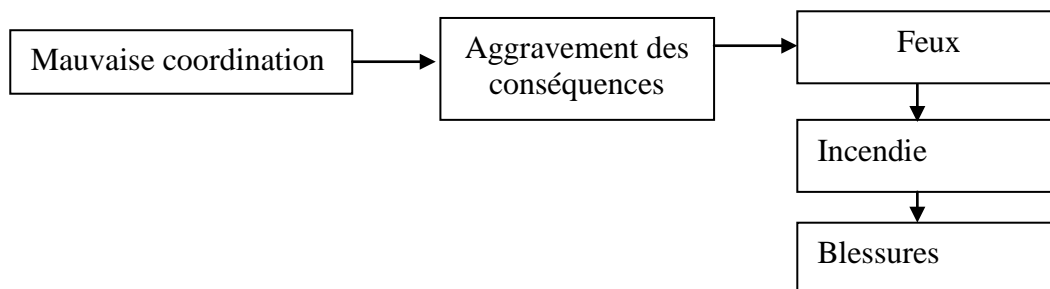 Mauvaise coordination
Aggravement des
conséquences
Feux
Incendie
Blessures